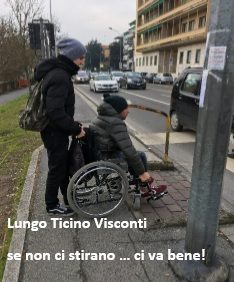 Lungo Ticino Visconti
se non ci stirano ... ci va bene!